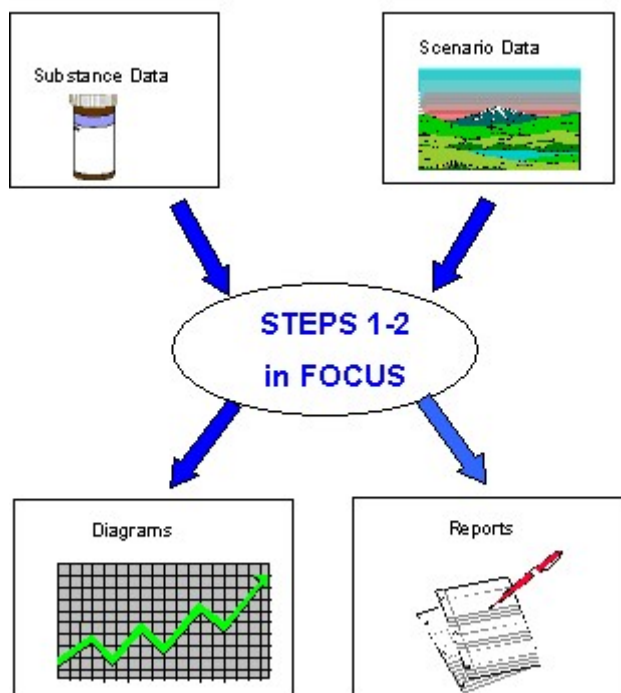 Substance Data
Scenario Data
STEPS 1-2
in FOCUS
Diagrams
Reports